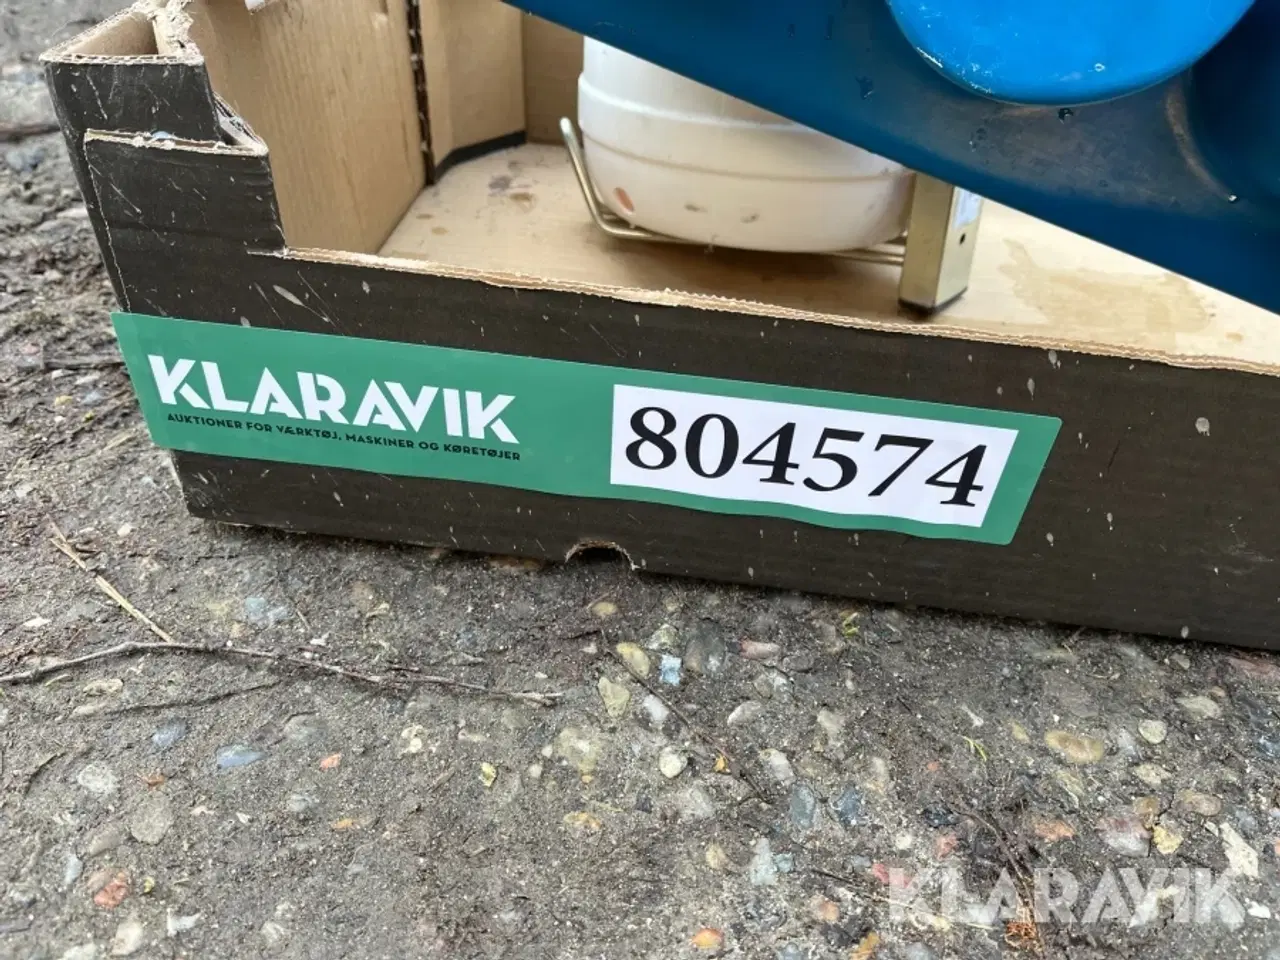 KLARAVIK
AUKTIONER FOR VÆRKTØJ, MASKINER OG KØRETØJER
804574
KLARAVIK